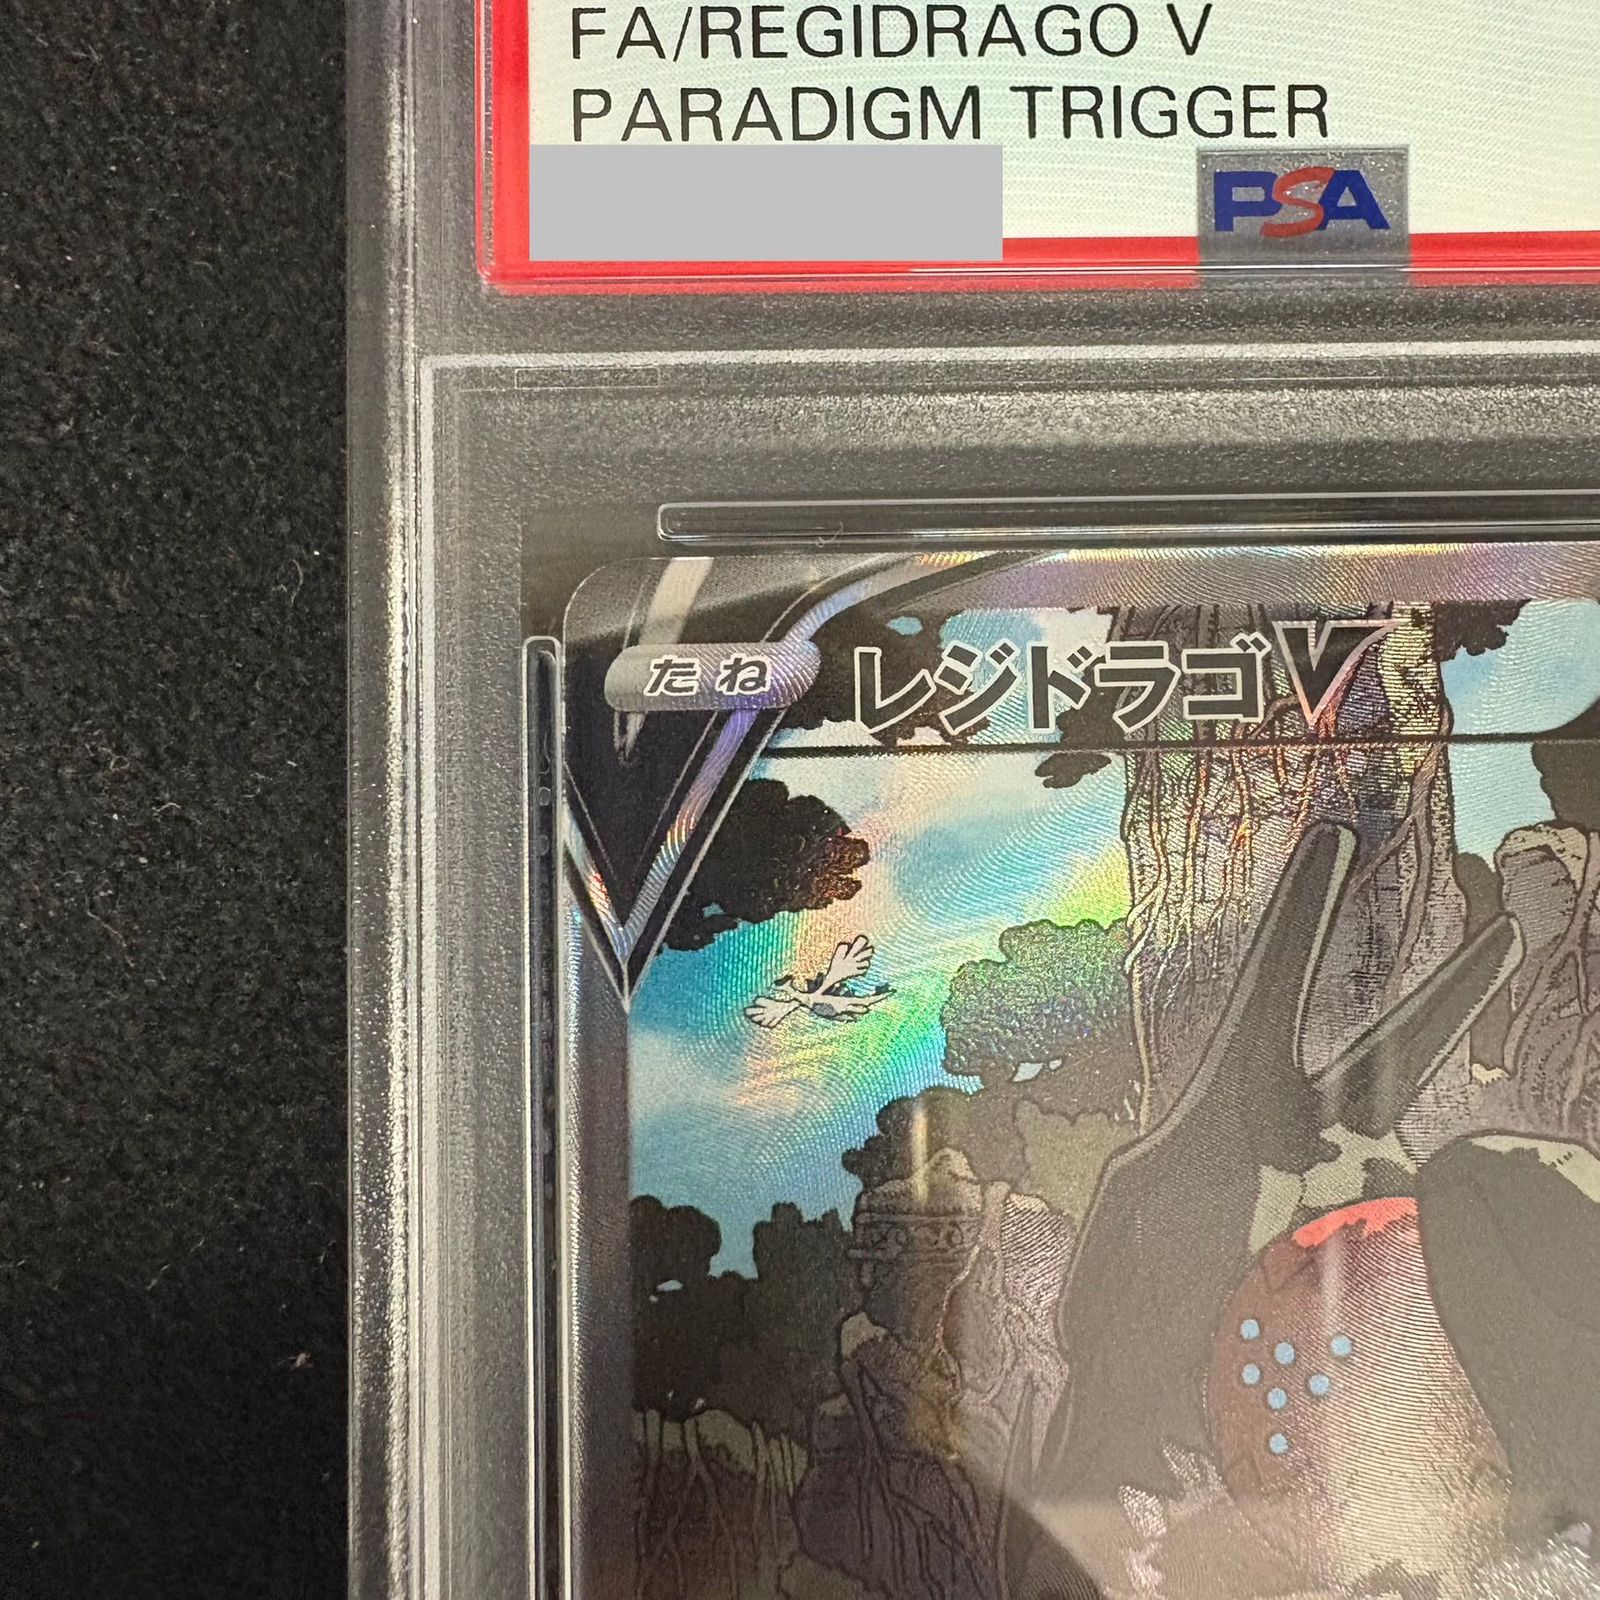 FA/REGIDRAGO V
PARADIGM TRIGGER
PSA
たね
レジドラゴV